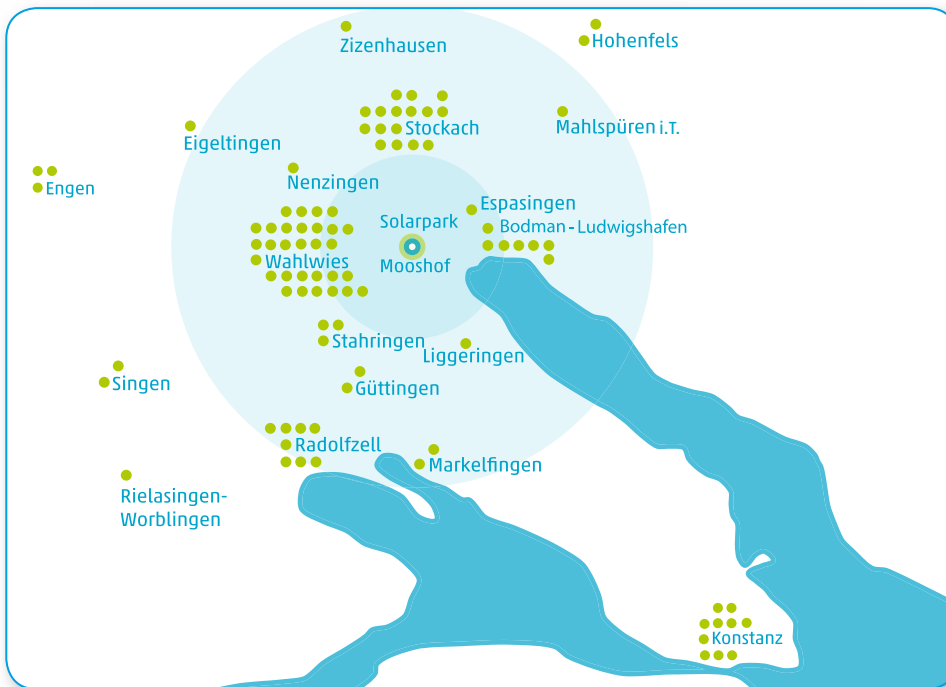 Zizenhausen
Hohenfels
Stockach
Mahlspüren i.T.
Eigeltingen
Engen
Nenzingen
Espasingen
Solarpark
Mooshof
Bodman-Ludwigshafen
Wahlwies
Stahringen
Liggeringen
Singen
Güttingen
Radolfzell
Markelfingen
Rielasingen-
Worblingen
Konstanz